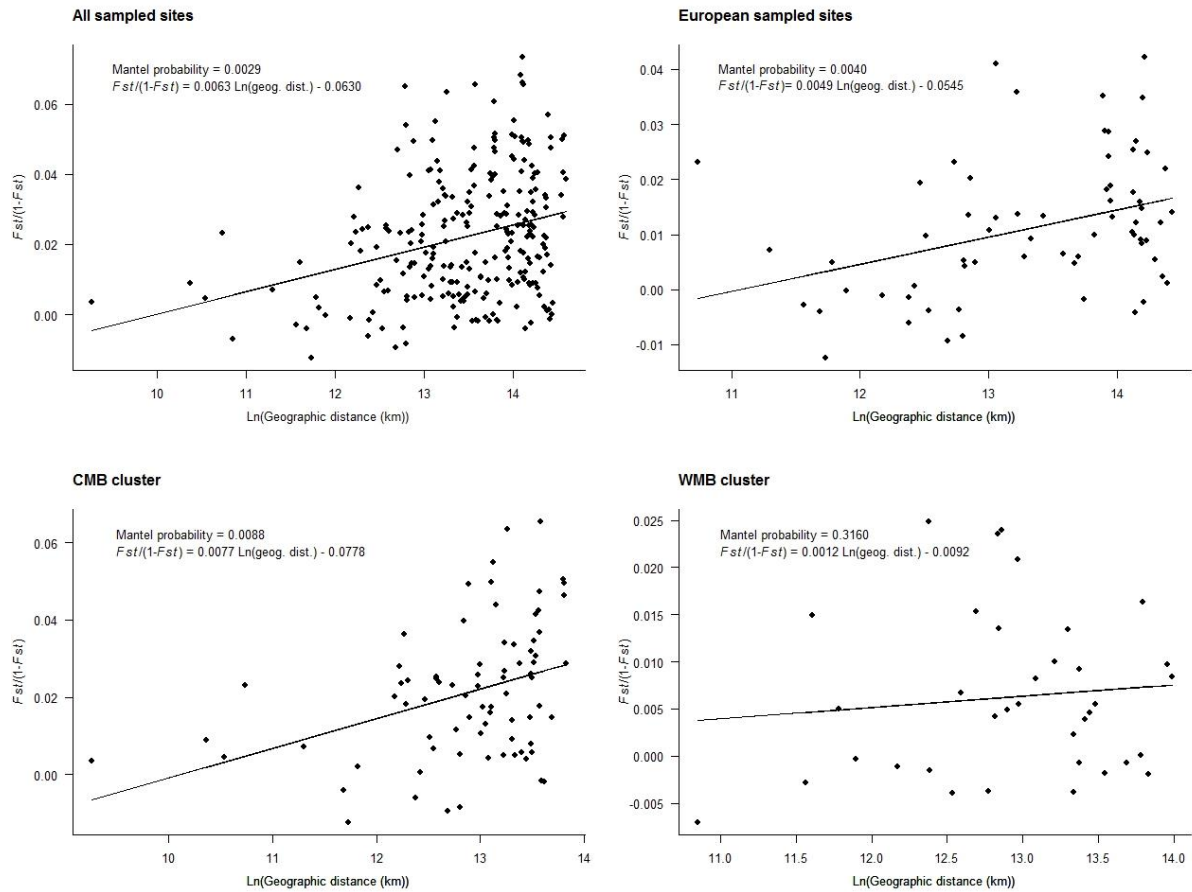 All sampled sites
Mantel probability = 0.0029
Fst/(1-Fst) = 0.0063 Ln(geog. dist.) - 0.0630
0.06
0.04
0.02
0.00
Fst/(1-Fst)
10 11 12 13 14
Ln(Geographic distance (km))
European sampled sites
Mantel probability = 0.0040
Fst/(1-Fst)= 0.0049 Ln(geog. dist.) - 0.0545
0.04
0.03
0.02
0.01
0.00
-0.01
Fst/(1-Fst)
11 12 13 14
Ln(Geographic distance (km))
CMB cluster
Mantel probability = 0.0088
Fst/(1-Fst) = 0.0077 Ln(geog. dist.) - 0.0778
0.06
0.04
0.02
0.00
Fst/(1-Fst)
10 11 12 13 14
Ln(Geographic distance (km))
WMB cluster
Mantel probability = 0.3160
Fst/(1-Fst) = 0.0012 Ln(geog. dist.) - 0.0092
0.025
0.020
0.015
0.010
0.005
0.000
-0.005
Fst/(1-Fst)
11.0 11.5 12.0 12.5 13.0 13.5 14.0
Ln(Geographic distance (km))